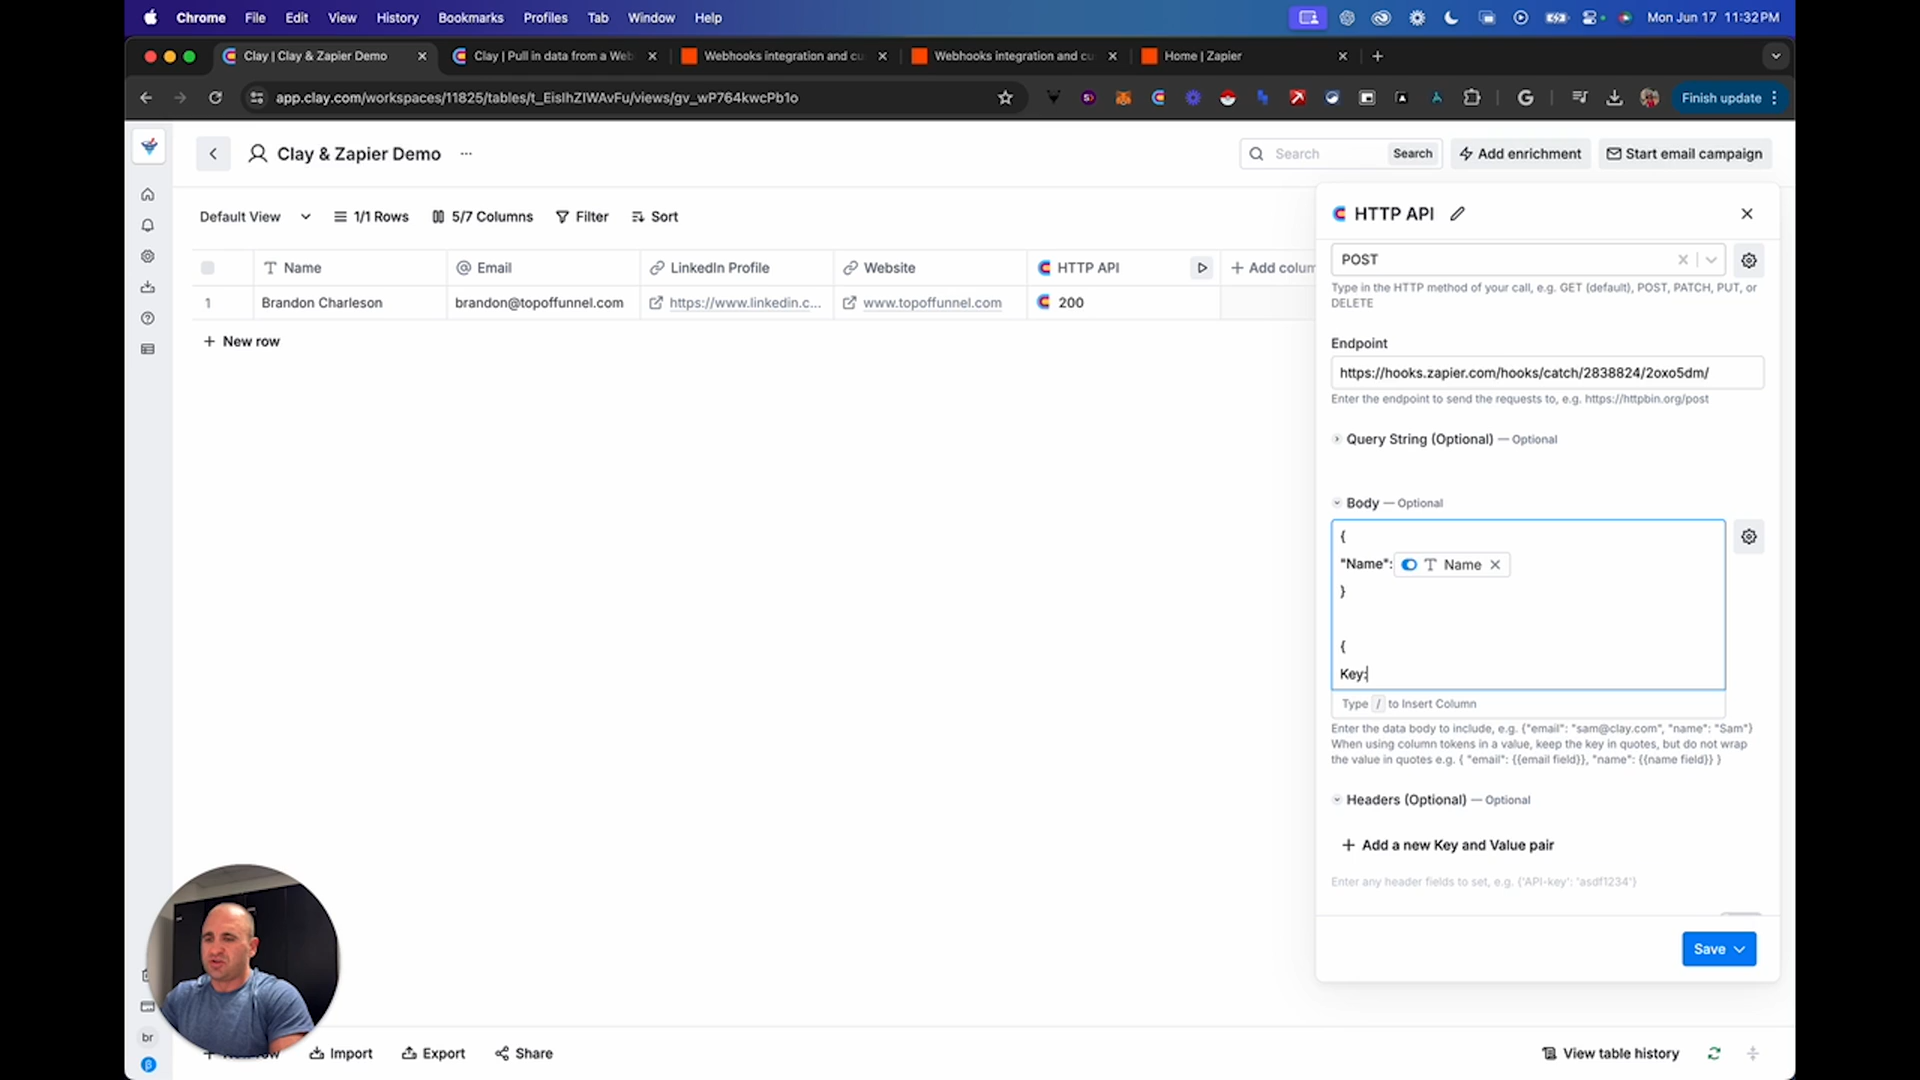 Chrome File Edit View History Bookmarks Profiles Tab Window Help
Mon Jun 17 11:32 PM
Clay | Clay & Zapier Demo
Clay | Pull in data from a Web
Webhooks integration and cu
Webhooks integration and cu
Home | Zapier
app.clay.com/workspaces/11825/tables/t_EisIhZIWAvFu/views/gv_wP764kwcPb1o
Finish update
Clay & Zapier Demo
Search
Search
Add enrichment
Start email campaign
Default View
1/1 Rows
5/7 Columns
Filter
Sort
Name
Email
LinkedIn Profile
Website
HTTP API
+ Add colum
1
Brandon Charleson
brandon@topoffunnel.com
https://www.linkedin.c...
www.topoffunnel.com
200
+ New row
HTTP API
POST
Type in the HTTP method of your call, e.g. GET (default), POST, PATCH, PUT, or
DELETE
Endpoint
https://hooks.zapier.com/hooks/catch/2838824/2oxo5dm/
Enter the endpoint to send the requests to, e.g. https://httpbin.org/post
Query String (Optional) — Optional
Body — Optional
{
"Name": Name
}
{
Key:
Type / to Insert Column
Enter the data body to include, e.g. {"email": "sam@clay.com", "name": "Sam"}
When using column tokens in a value, keep the key in quotes, but do not wrap
the value in quotes e.g. { "email": {{email field}}, "name": {{name field}} }
Headers (Optional) — Optional
+ Add a new Key and Value pair
Enter any header fields to set, e.g. {'API-key': 'asdf1234'}
Save
br
β
Import
Export
Share
View table history